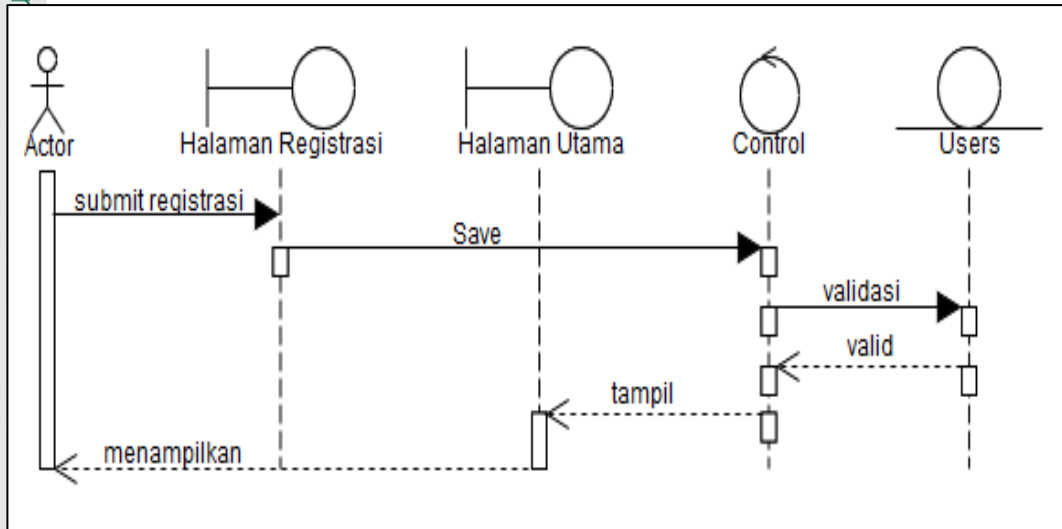 Actor
Halaman Registrasi
Halaman Utama
Control
Users
submit registrasi
Save
validasi
valid
tampil
menampilkan